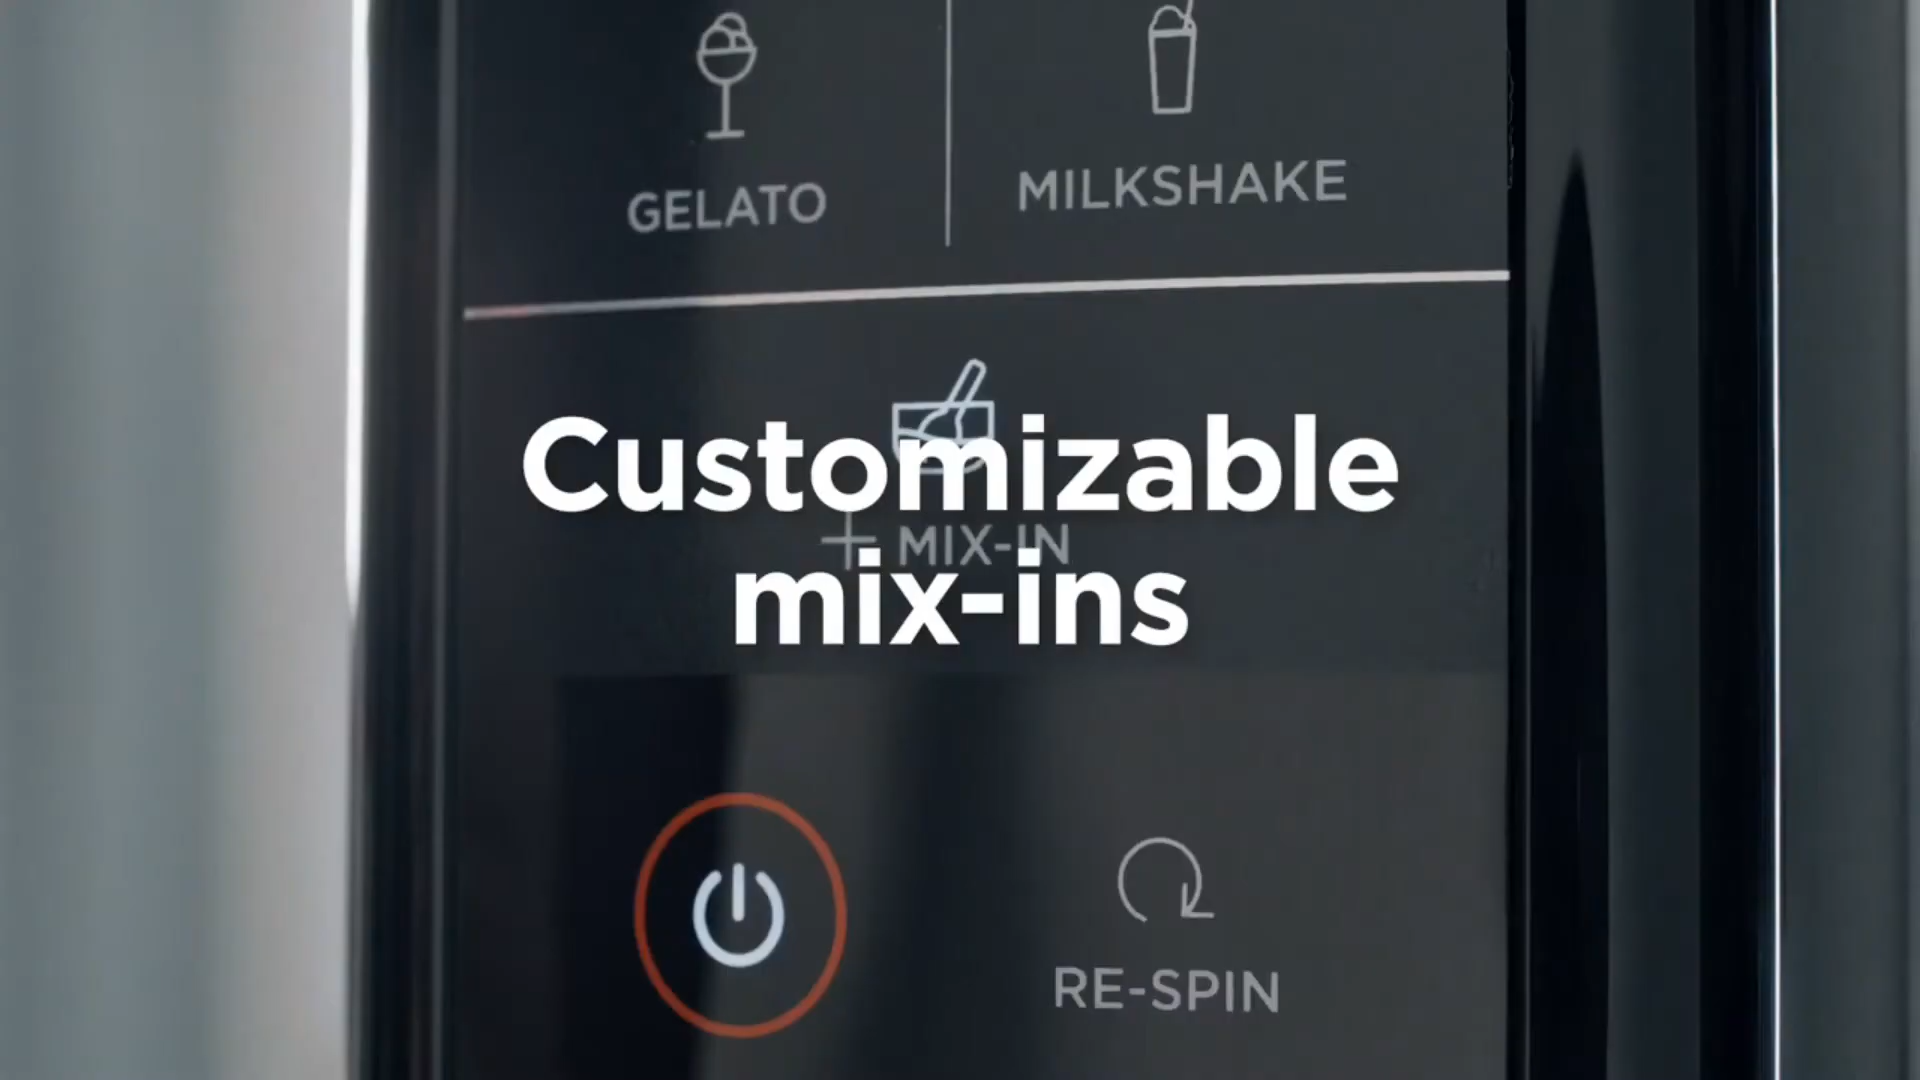 GELATO
MILKSHAKE
Customizable
+ MIX-IN
mix-ins
RE-SPIN